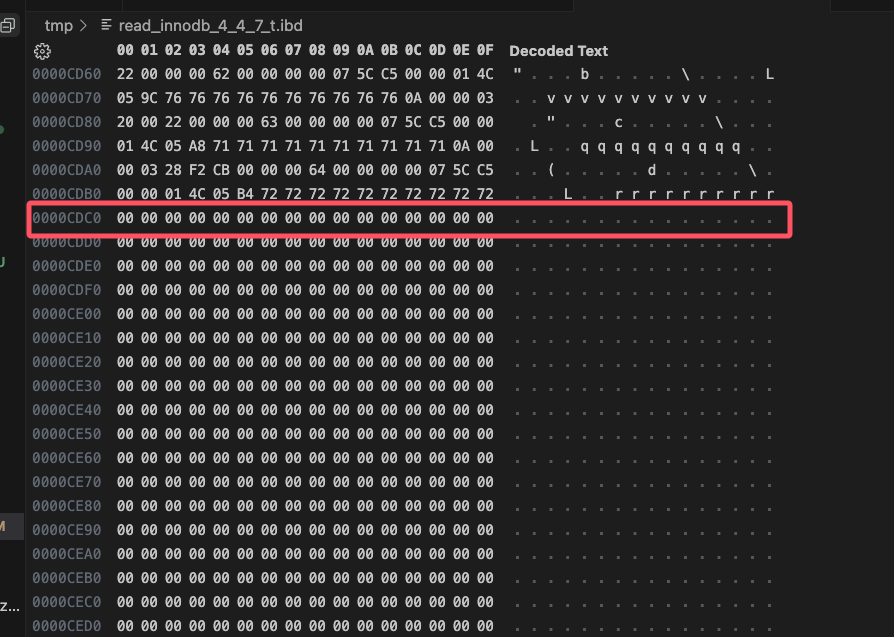 tmp > read_innodb_4_4_7_t.ibd
00 01 02 03 04 05 06 07 08 09 0A 0B 0C 0D 0E 0F Decoded Text
0000CD60 22 00 00 00 62 00 00 00 00 07 5C C5 00 00 01 4C " . . . b . . . . . \ . . . . L
0000CD70 05 9C 76 76 76 76 76 76 76 76 76 76 0A 00 00 03 . . v v v v v v v v v v . . . .
0000CD80 20 00 22 00 00 00 63 00 00 00 00 07 5C C5 00 00 . " . . . c . . . . . \ . . .
0000CD90 01 4C 05 A8 71 71 71 71 71 71 71 71 71 71 0A 00 . L . . q q q q q q q q q q . .
0000CDA0 00 03 28 F2 CB 00 00 00 64 00 00 00 00 07 5C C5 . . ( . . . . . d . . . . . \ .
0000CDB0 00 00 01 4C 05 B4 72 72 72 72 72 72 72 72 72 72 . . . L . . r r r r r r r r r r
0000CDC0 00 00 00 00 00 00 00 00 00 00 00 00 00 00 00 00 . . . . . . . . . . . . . . . .
0000CDD0 00 00 00 00 00 00 00 00 00 00 00 00 00 00 00 00 . . . . . . . . . . . . . . . .
0000CDE0 00 00 00 00 00 00 00 00 00 00 00 00 00 00 00 00 . . . . . . . . . . . . . . . .
0000CDF0 00 00 00 00 00 00 00 00 00 00 00 00 00 00 00 00 . . . . . . . . . . . . . . . .
0000CE00 00 00 00 00 00 00 00 00 00 00 00 00 00 00 00 00 . . . . . . . . . . . . . . . .
0000CE10 00 00 00 00 00 00 00 00 00 00 00 00 00 00 00 00 . . . . . . . . . . . . . . . .
0000CE20 00 00 00 00 00 00 00 00 00 00 00 00 00 00 00 00 . . . . . . . . . . . . . . . .
0000CE30 00 00 00 00 00 00 00 00 00 00 00 00 00 00 00 00 . . . . . . . . . . . . . . . .
0000CE40 00 00 00 00 00 00 00 00 00 00 00 00 00 00 00 00 . . . . . . . . . . . . . . . .
0000CE50 00 00 00 00 00 00 00 00 00 00 00 00 00 00 00 00 . . . . . . . . . . . . . . . .
0000CE60 00 00 00 00 00 00 00 00 00 00 00 00 00 00 00 00 . . . . . . . . . . . . . . . .
0000CE70 00 00 00 00 00 00 00 00 00 00 00 00 00 00 00 00 . . . . . . . . . . . . . . . .
0000CE80 00 00 00 00 00 00 00 00 00 00 00 00 00 00 00 00 . . . . . . . . . . . . . . . .
0000CE90 00 00 00 00 00 00 00 00 00 00 00 00 00 00 00 00 . . . . . . . . . . . . . . . .
0000CEA0 00 00 00 00 00 00 00 00 00 00 00 00 00 00 00 00 . . . . . . . . . . . . . . . .
0000CEB0 00 00 00 00 00 00 00 00 00 00 00 00 00 00 00 00 . . . . . . . . . . . . . . . .
0000CEC0 00 00 00 00 00 00 00 00 00 00 00 00 00 00 00 00 . . . . . . . . . . . . . . . .
0000CED0 00 00 00 00 00 00 00 00 00 00 00 00 00 00 00 00 . . . . . . . . . . . . . . . .